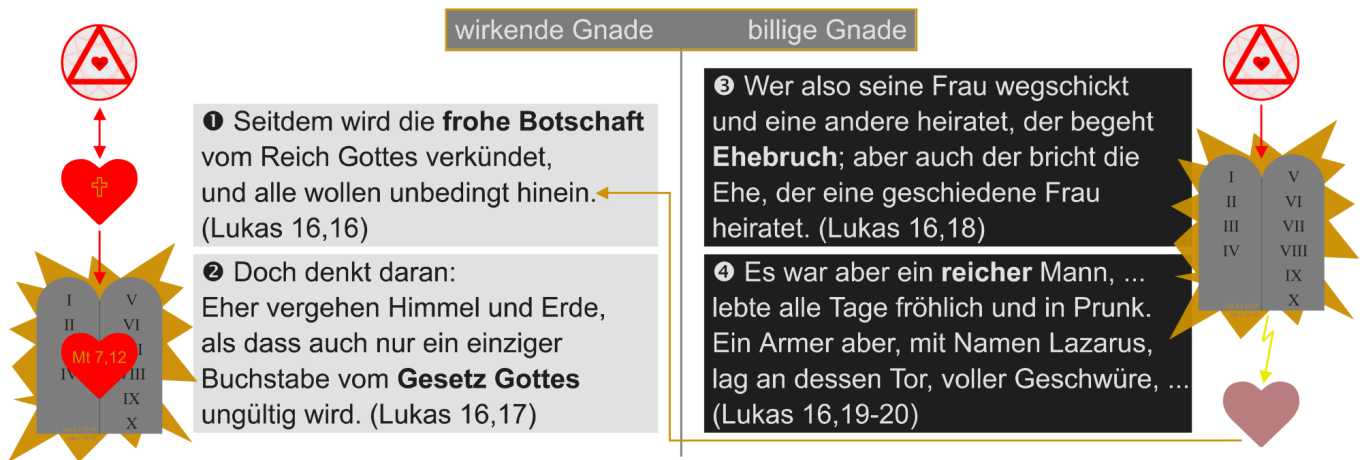 wirkende Gnade
billige Gnade
❶ Seitdem wird die frohe Botschaft
vom Reich Gottes verkündet,
und alle wollen unbedingt hinein.
(Lukas 16,16)
❷ Doch denkt daran:
Eher vergehen Himmel und Erde,
als dass auch nur ein einziger
Buchstabe vom Gesetz Gottes
ungültig wird. (Lukas 16,17)
❸ Wer also seine Frau wegschickt
und eine andere heiratet, der begeht
Ehebruch; aber auch der bricht die
Ehe, der eine geschiedene Frau
heiratet. (Lukas 16,18)
❹ Es war aber ein reicher Mann, ...
lebte alle Tage fröhlich und in Prunk.
Ein Armer aber, mit Namen Lazarus,
lag an dessen Tor, voller Geschwüre, ...
(Lukas 16,19-20)
I V
II VI
I
Mt 7,12
IV VIII
IX
X
I V
II VI
III VII
IV VIII
IX
X